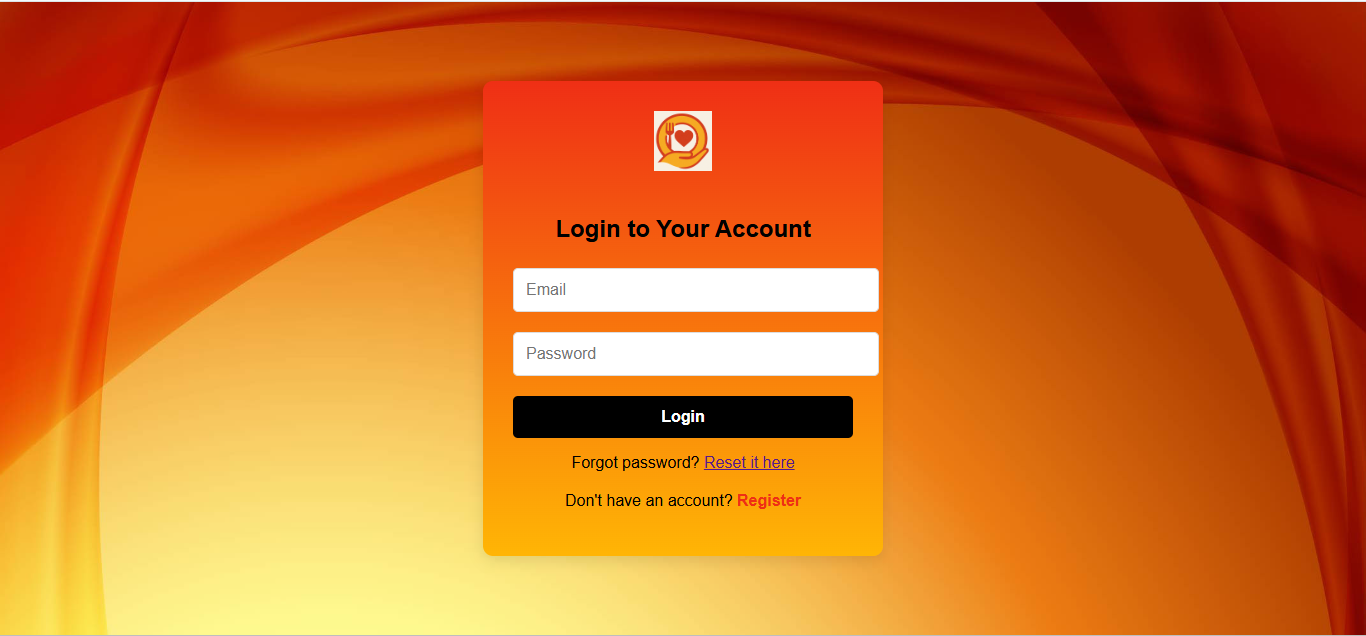 Login to Your Account
Email
Password
Login
Forgot password? Reset it here
Don't have an account? Register